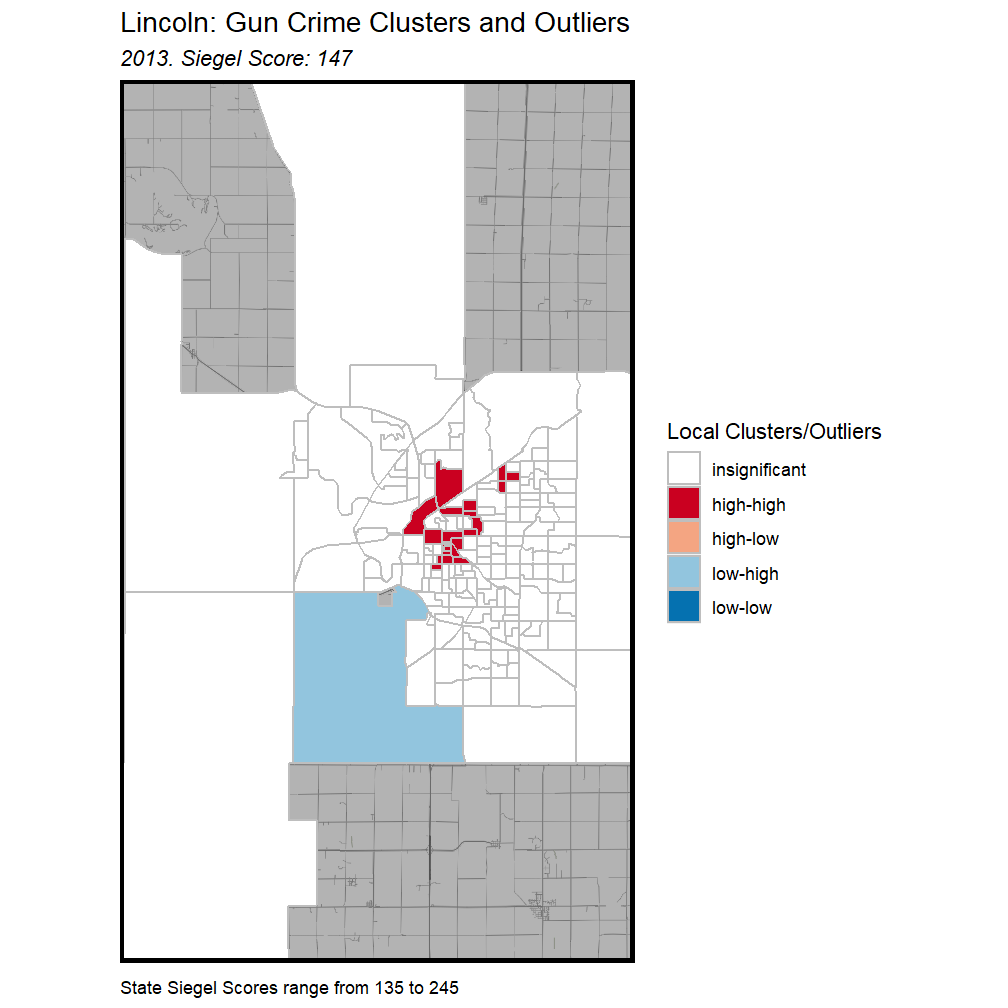 Lincoln: Gun Crime Clusters and Outliers
2013. Siegel Score: 147
Local Clusters/Outliers
insignificant
high-high
high-low
low-high
low-low
State Siegel Scores range from 135 to 245